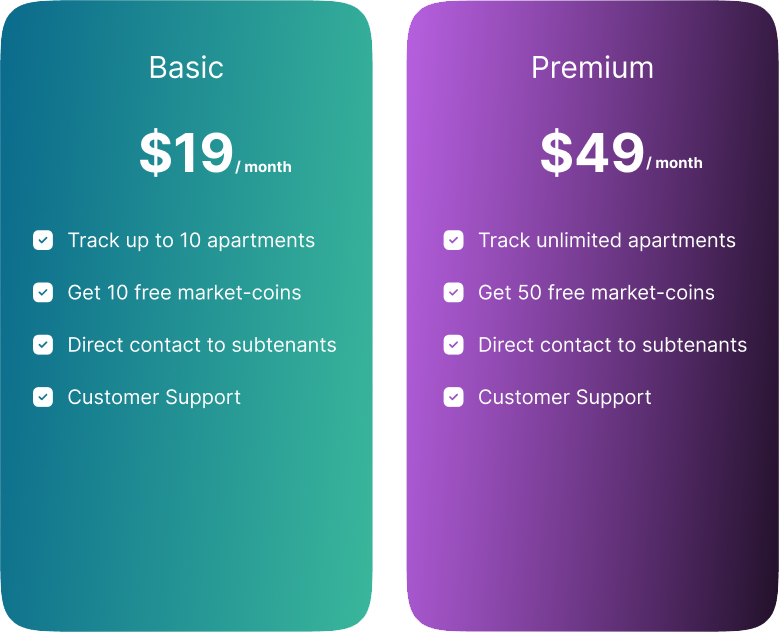 Basic
$19/ month
Track up to 10 apartments
Get 10 free market-coins
Direct contact to subtenants
Customer Support
Premium
$49/ month
Track unlimited apartments
Get 50 free market-coins
Direct contact to subtenants
Customer Support